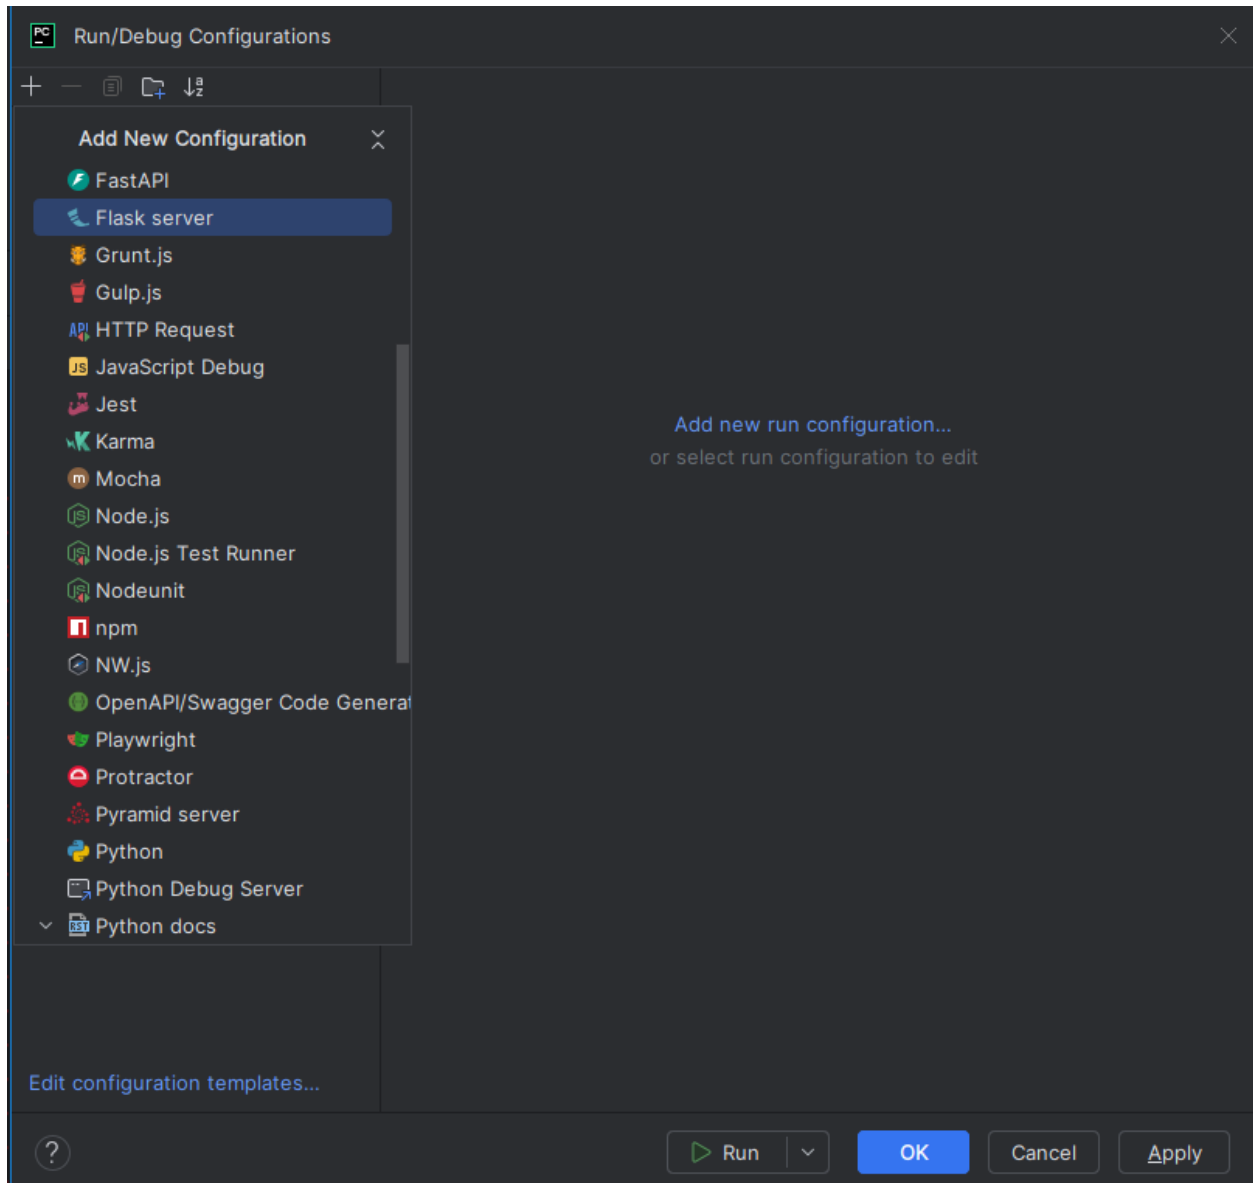 Run/Debug Configurations
Add New Configuration
FastAPI
Flask server
Grunt.js
Gulp.js
HTTP Request
JavaScript Debug
Jest
Karma
Mocha
Node.js
Node.js Test Runner
Nodeunit
npm
NW.js
OpenAPI/Swagger Code Generat
Playwright
Protractor
Pyramid server
Python
Python Debug Server
Python docs
Add new run configuration...
or select run configuration to edit
Edit configuration templates...
? Run OK Cancel Apply